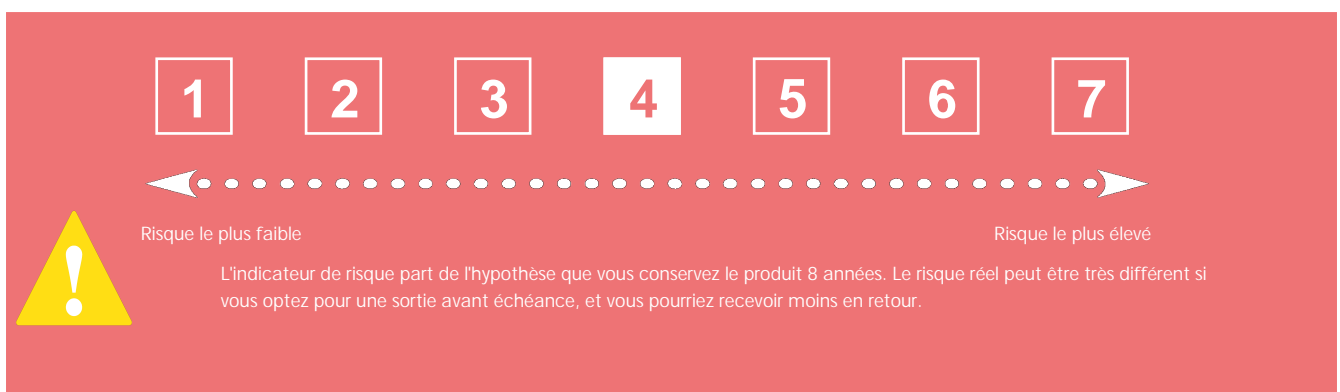 1 2 3 4 5 6 7
Risque le plus faible Risque le plus élevé
!
L'indicateur de risque part de l'hypothèse que vous conservez le produit 8 années. Le risque réel peut être très différent si
vous optez pour une sortie avant échéance, et vous pourriez recevoir moins en retour.